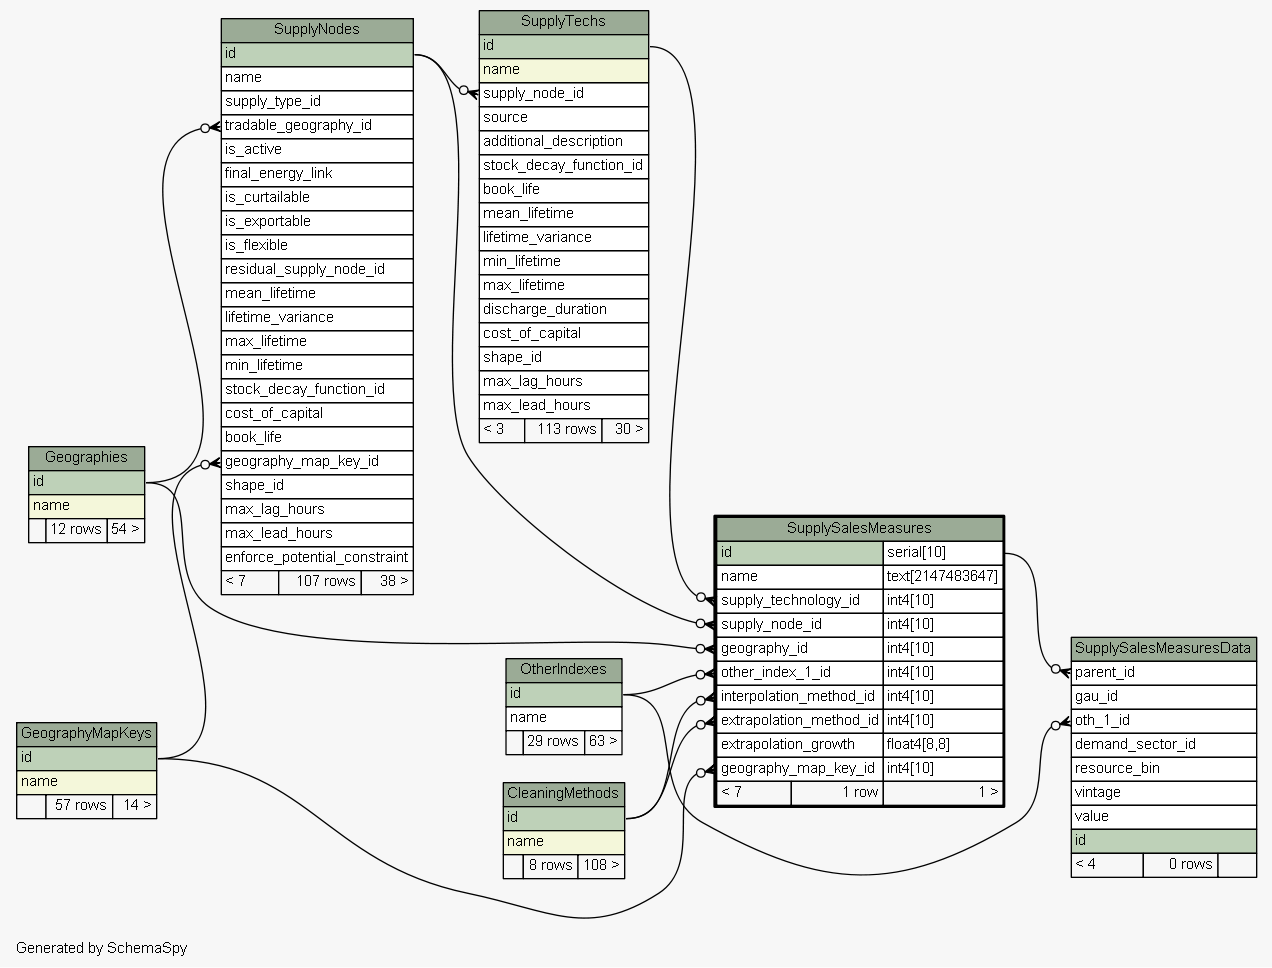 SupplyNodes
id
name
supply_type_id
tradable_geography_id
is_active
final_energy_link
is_curtailable
is_exportable
is_flexible
residual_supply_node_id
mean_lifetime
lifetime_variance
max_lifetime
min_lifetime
stock_decay_function_id
cost_of_capital
book_life
geography_map_key_id
shape_id
max_lag_hours
max_lead_hours
enforce_potential_constraint
< 7 107 rows 38 >
SupplyTechs
id
name
supply_node_id
source
additional_description
stock_decay_function_id
book_life
mean_lifetime
lifetime_variance
min_lifetime
max_lifetime
discharge_duration
cost_of_capital
shape_id
max_lag_hours
max_lead_hours
< 3 113 rows 30 >
Geographies
id
name
12 rows 54 >
GeographyMapKeys
id
name
57 rows 14 >
OtherIndexes
id
name
29 rows 63 >
CleaningMethods
id
name
8 rows 108 >
SupplySalesMeasures
id serial[10]
name text[2147483647]
supply_technology_id int4[10]
supply_node_id int4[10]
geography_id int4[10]
other_index_1_id int4[10]
interpolation_method_id int4[10]
extrapolation_method_id int4[10]
extrapolation_growth float4[8,8]
geography_map_key_id int4[10]
< 7 1 row 1 >
SupplySalesMeasuresData
parent_id
gau_id
oth_1_id
demand_sector_id
resource_bin
vintage
value
id
< 4 0 rows
Generated by SchemaSpy